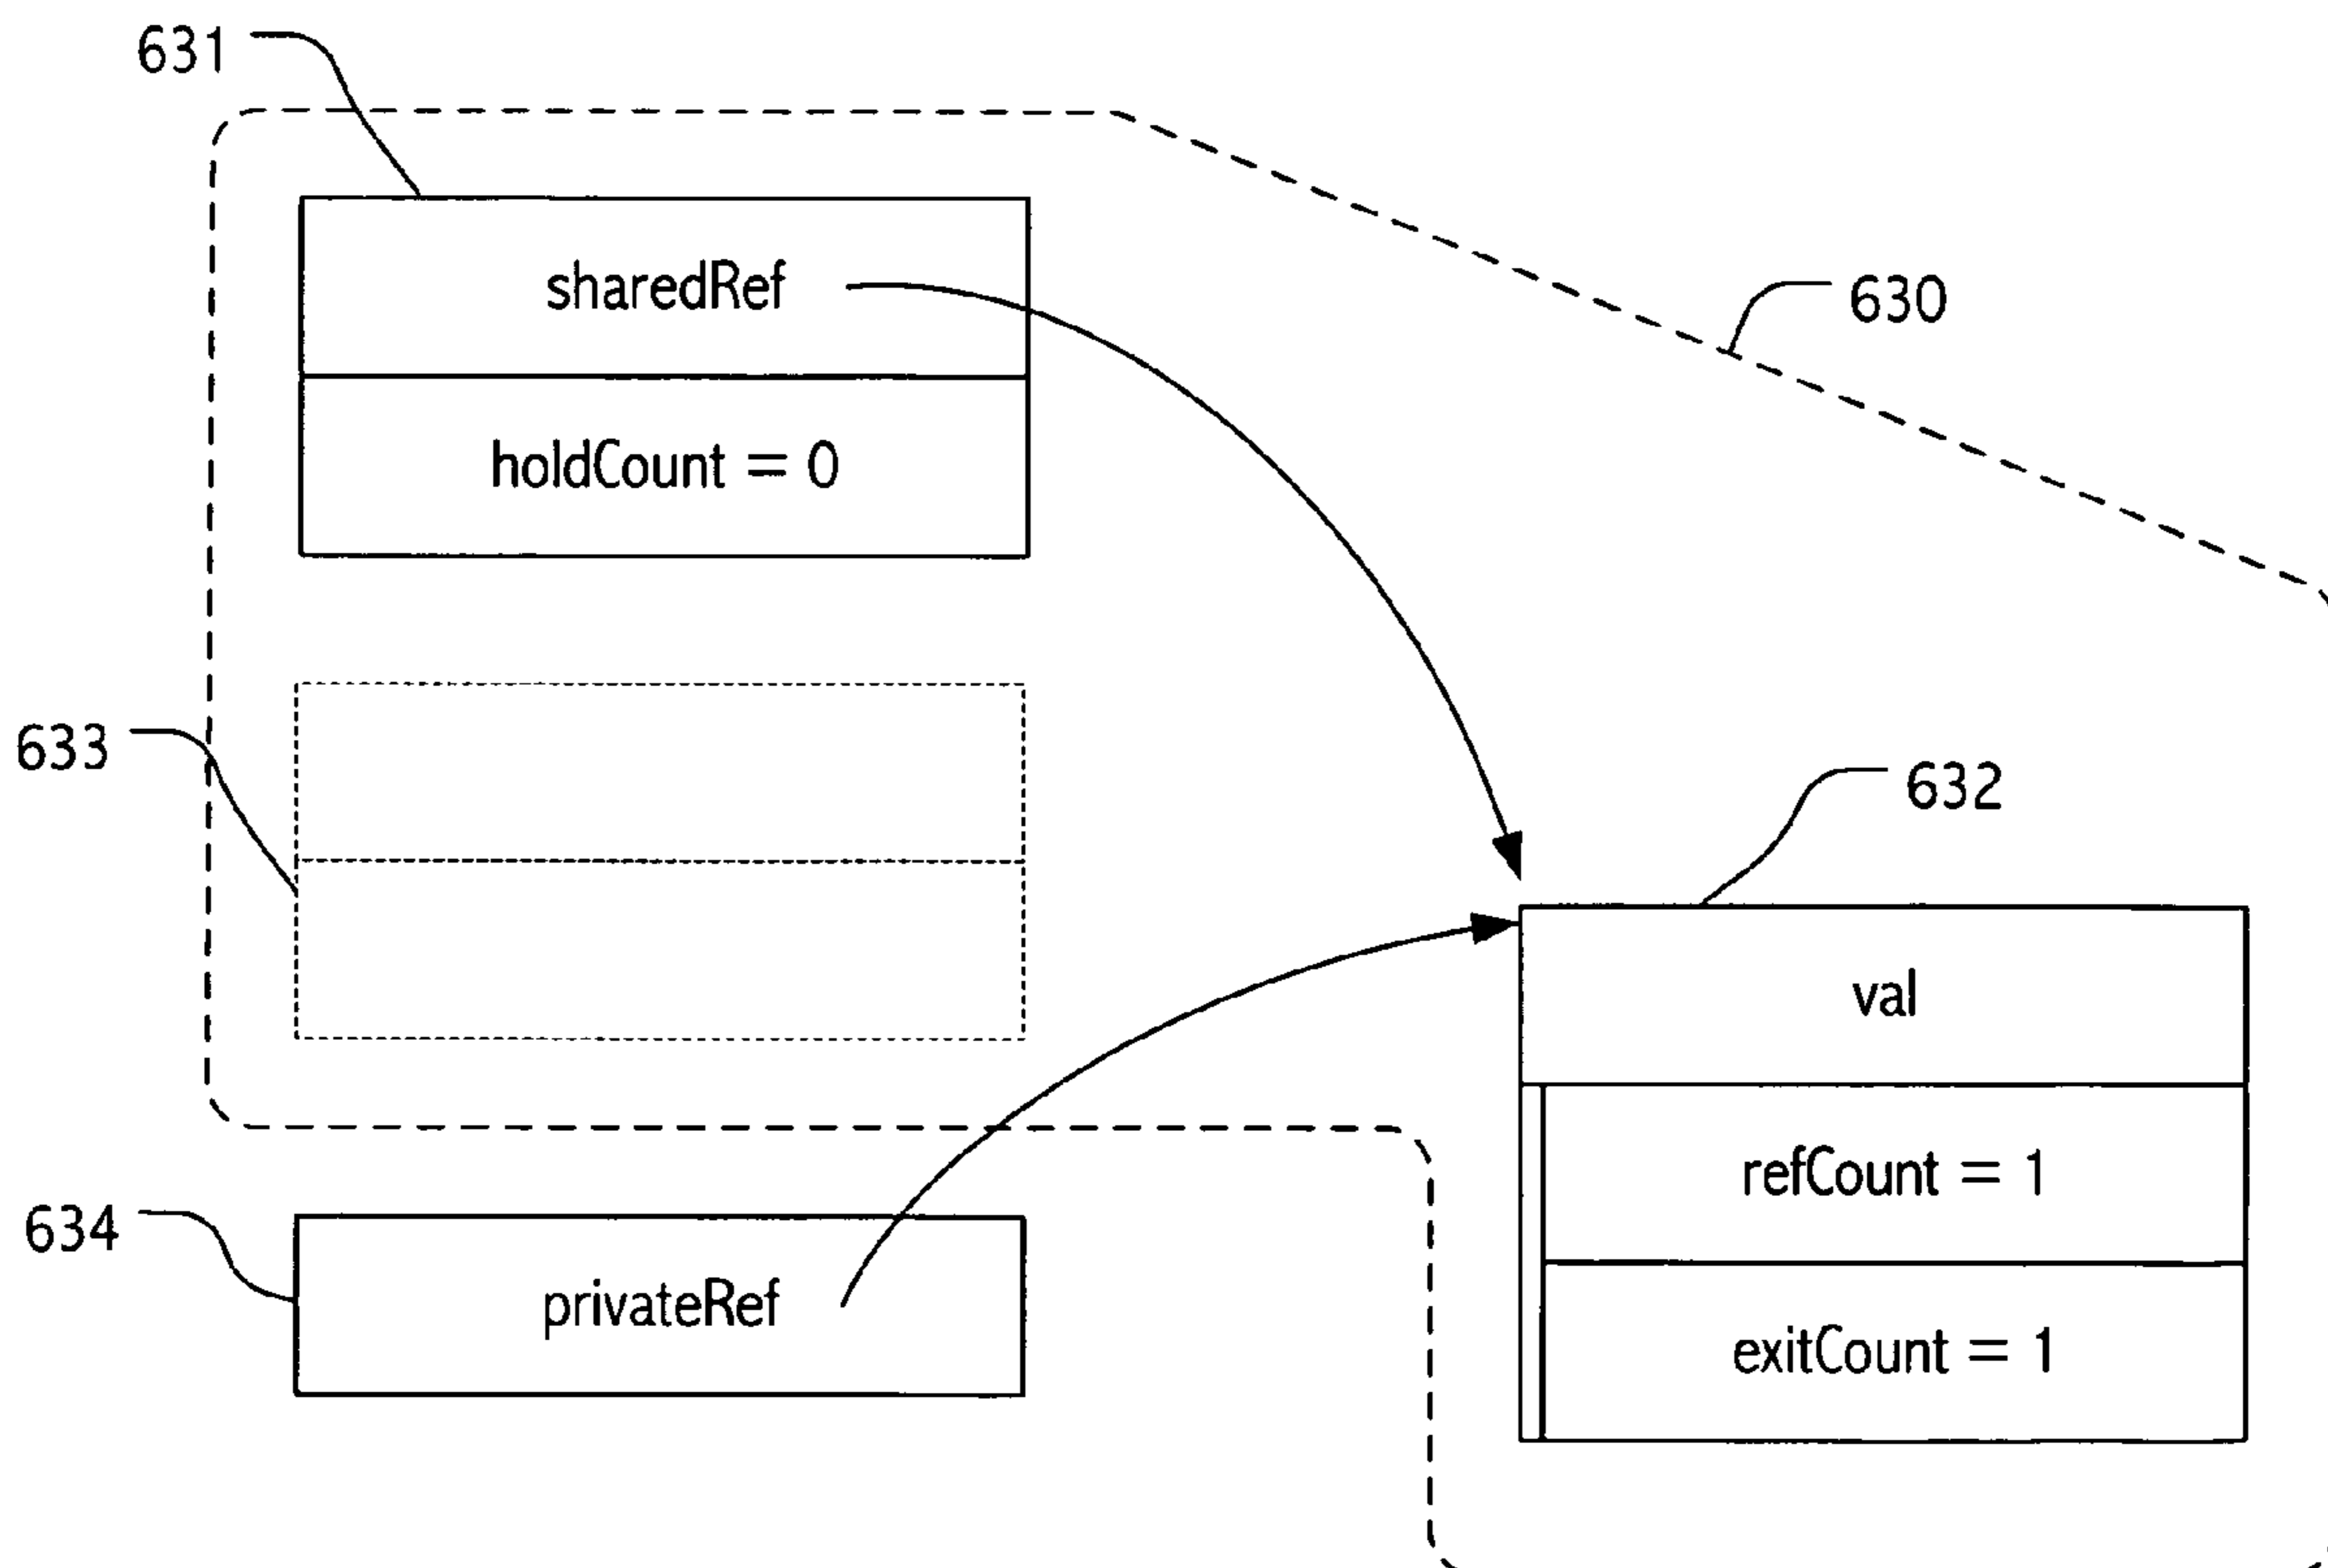 631
630
sharedRef
holdCount = 0
633
632
val
refCount = 1
634
privateRef
exitCount = 1